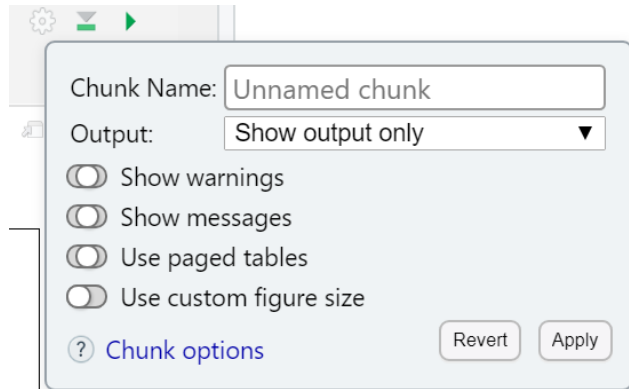 Chunk Name: Unnamed chunk
Output: Show output only
Show warnings
Show messages
Use paged tables
Use custom figure size
? Chunk options Revert Apply